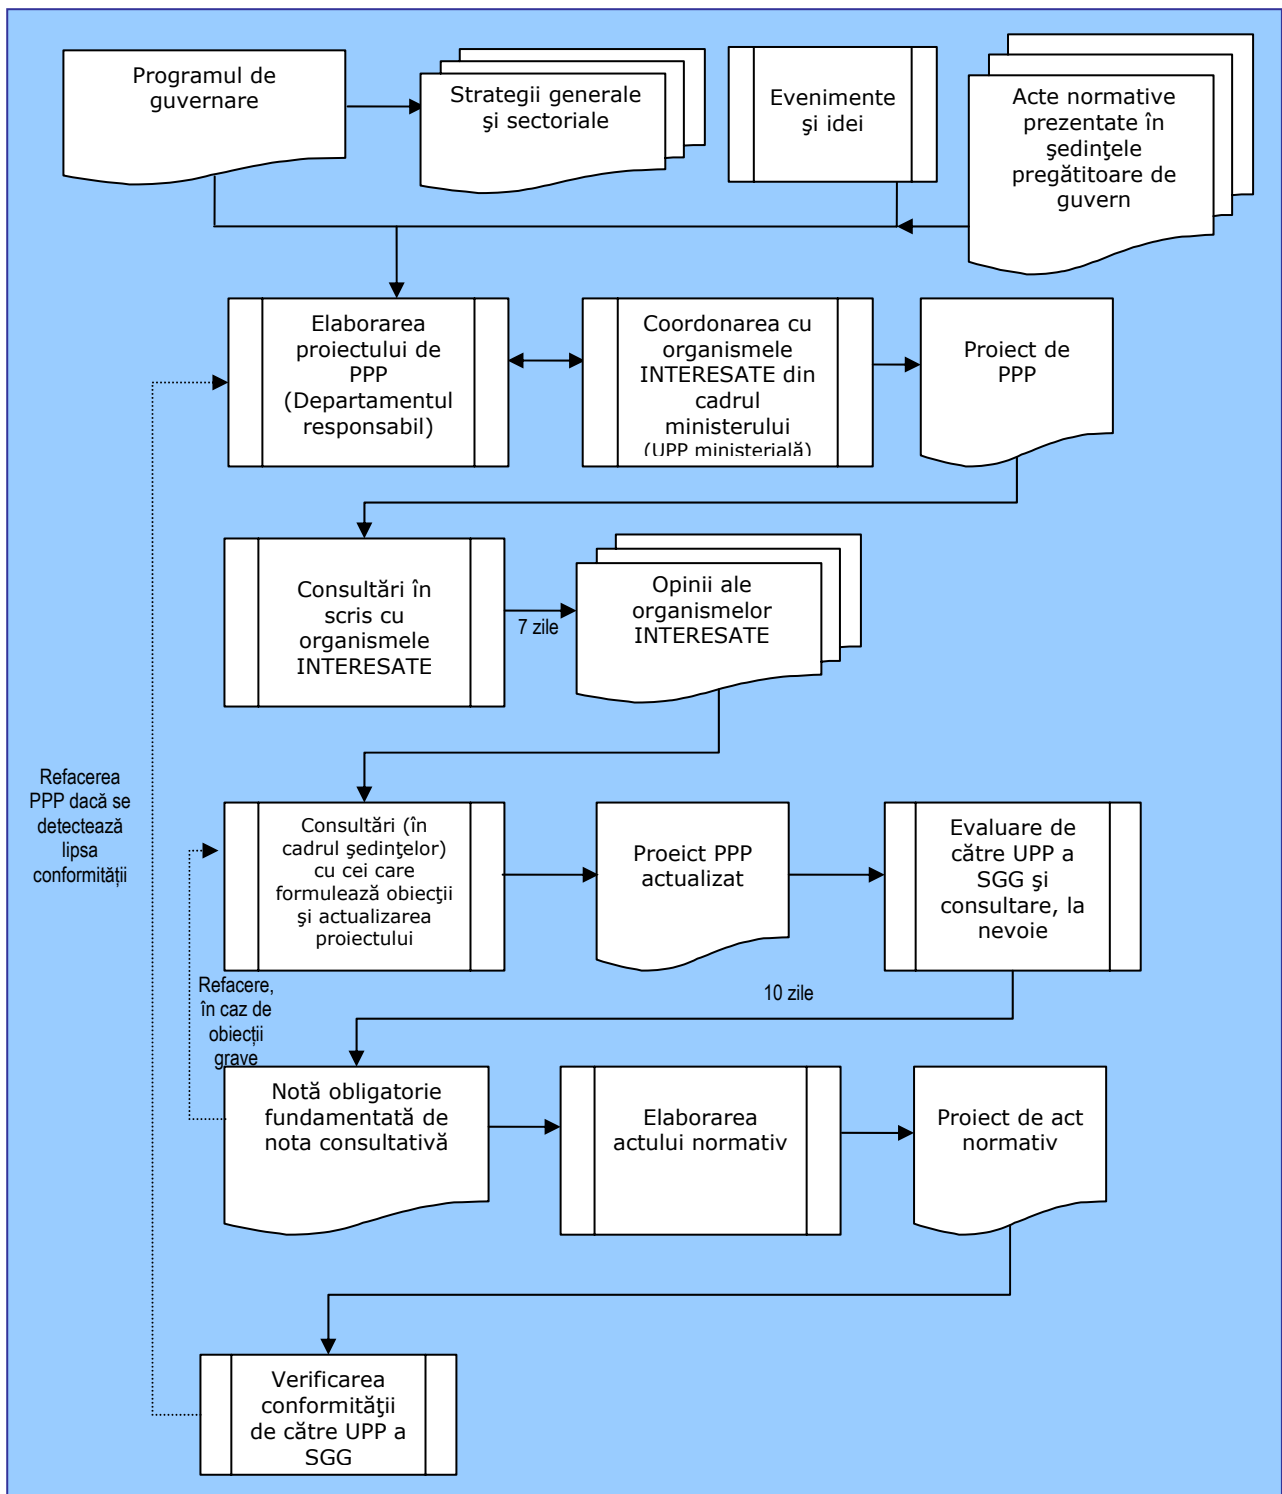 Programul de
guvernare
Strategii generale
şi sectoriale
Evenimente
şi idei
Acte normative
prezentate în
şedinţele
pregătitoare de
guvern
Elaborarea
proiectului de
PPP
(Departamentul
responsabil)
Coordonarea cu
organismele
INTERESATE din
cadrul
ministerului
(UPP ministerială)
Proiect de
PPP
Consultări în
scris cu
organismele
INTERESATE
7 zile
Opinii ale
organismelor
INTERESATE
Refacerea
PPP dacă se
detectează
lipsa
conformității
Consultări (în
cadrul şedinţelor)
cu cei care
formulează obiecţii
şi actualizarea
proiectului
Proeict PPP
actualizat
Evaluare de
către UPP a
SGG şi
consultare, la
nevoie
Refacere,
în caz de
obiecții
grave
10 zile
Notă obligatorie
fundamentată de
nota consultativă
Elaborarea
actului normativ
Proiect de act
normativ
Verificarea
conformităţii
de către UPP a
SGG